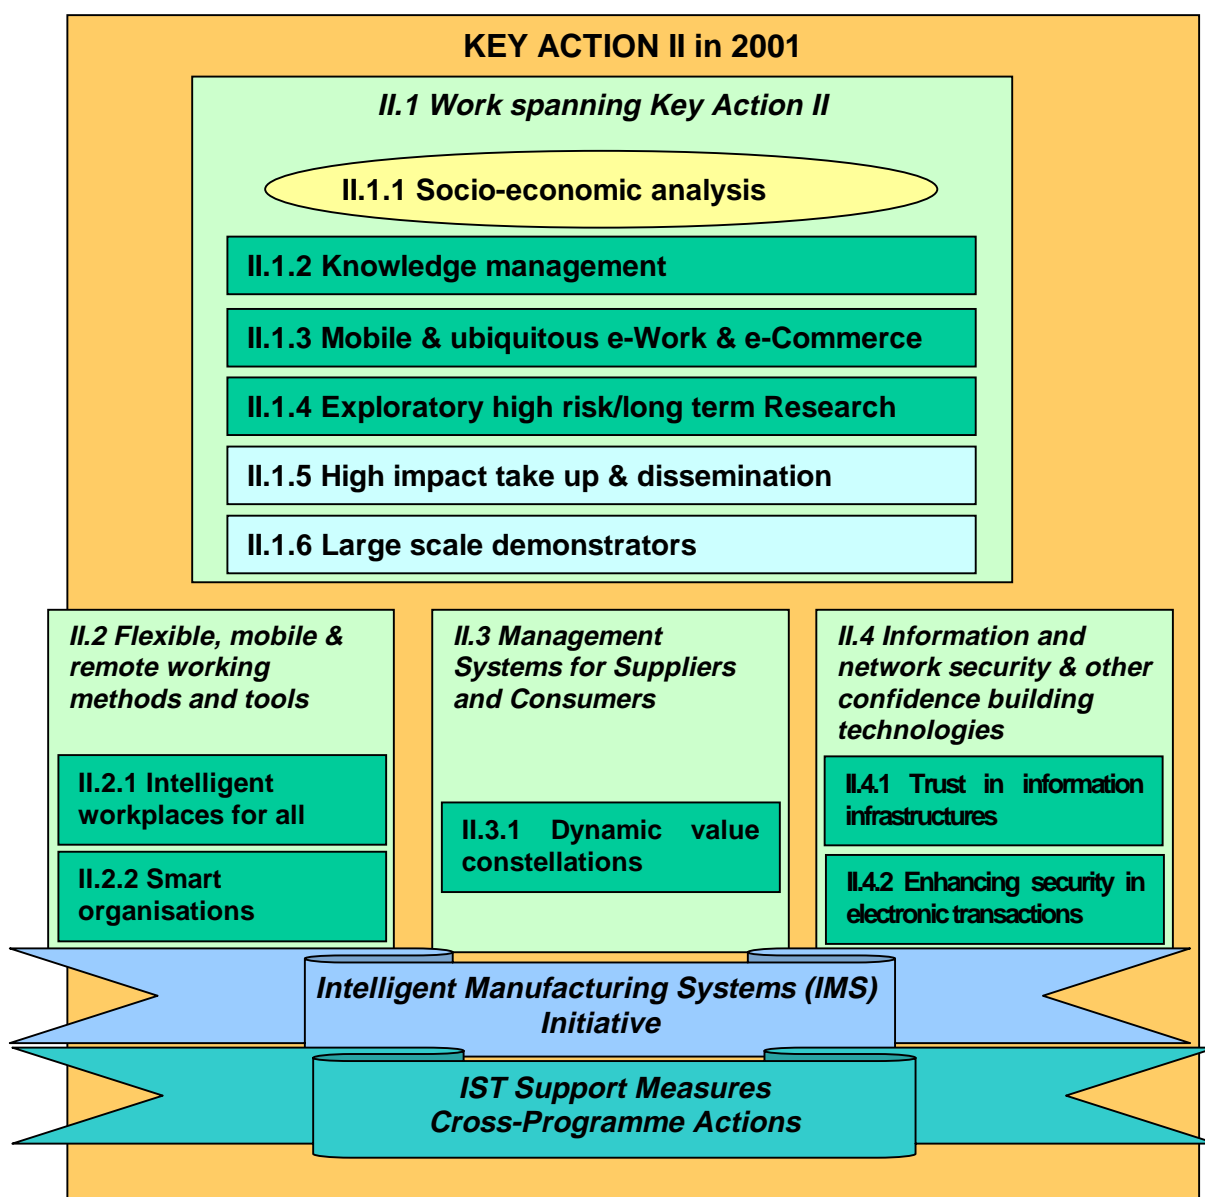 KEY ACTION II in 2001
II.1 Work spanning Key Action II
II.1.1 Socio-economic analysis
II.1.2 Knowledge management
II.1.3 Mobile & ubiquitous e-Work & e-Commerce
II.1.4 Exploratory high risk/long term Research
II.1.5 High impact take up & dissemination
II.1.6 Large scale demonstrators
II.2 Flexible, mobile &
remote working
methods and tools
II.2.1 Intelligent
workplaces for all
II.2.2 Smart
organisations
II.3 Management
Systems for Suppliers
and Consumers
II.3.1 Dynamic value
constellations
II.4 Information and
network security & other
confidence building
technologies
II.4.1 Trust in information
infrastructures
II.4.2 Enhancing security in
electronic transactions
Intelligent Manufacturing Systems (IMS)
Initiative
IST Support Measures
Cross-Programme Actions